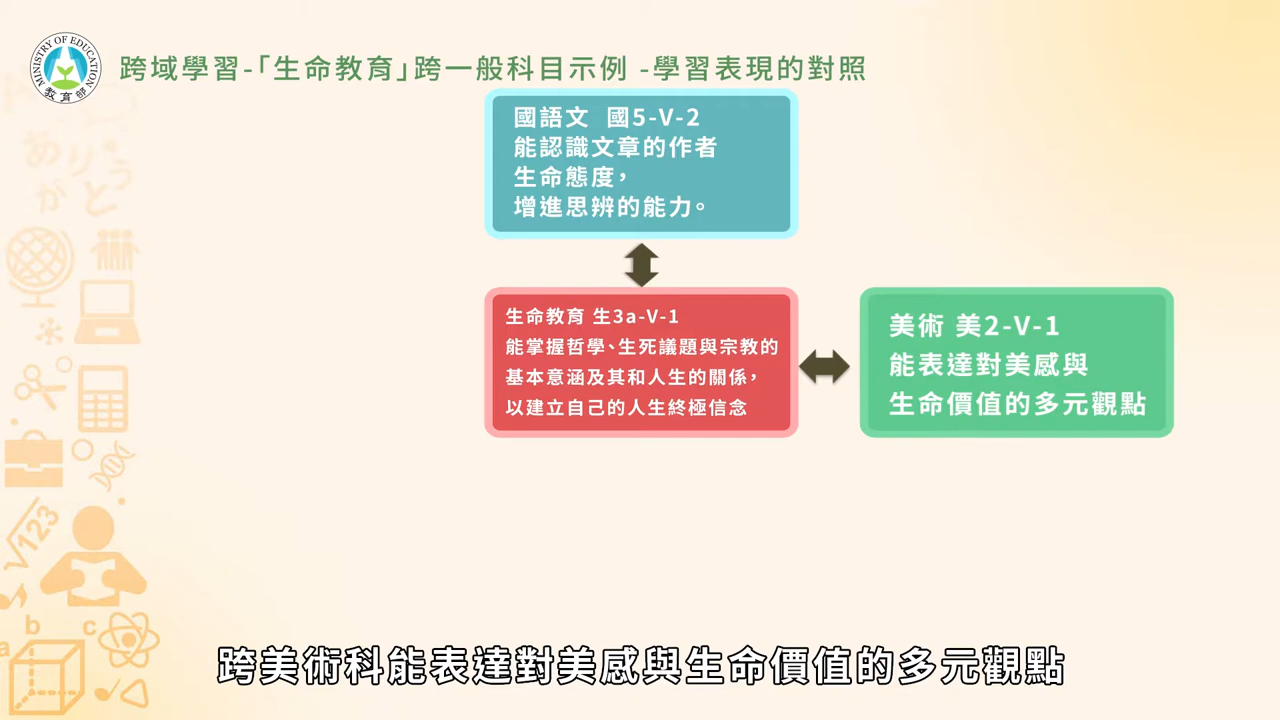 MINISTRY OF EDUCATION
教育部
跨域學習-「生命教育」跨一般科目示例 -學習表現的對照
國語文 國5-V-2
能認識文章的作者
生命態度，
增進思辨的能力。
生命教育 生3a-V-1
能掌握哲學、生死議題與宗教的
基本意涵及其和人生的關係，
以建立自己的人生終極信念
美術 美2-V-1
能表達對美感與
生命價值的多元觀點
ありう
がと
√123
b
c
a
跨美術科能表達對美感與生命價值的多元觀點